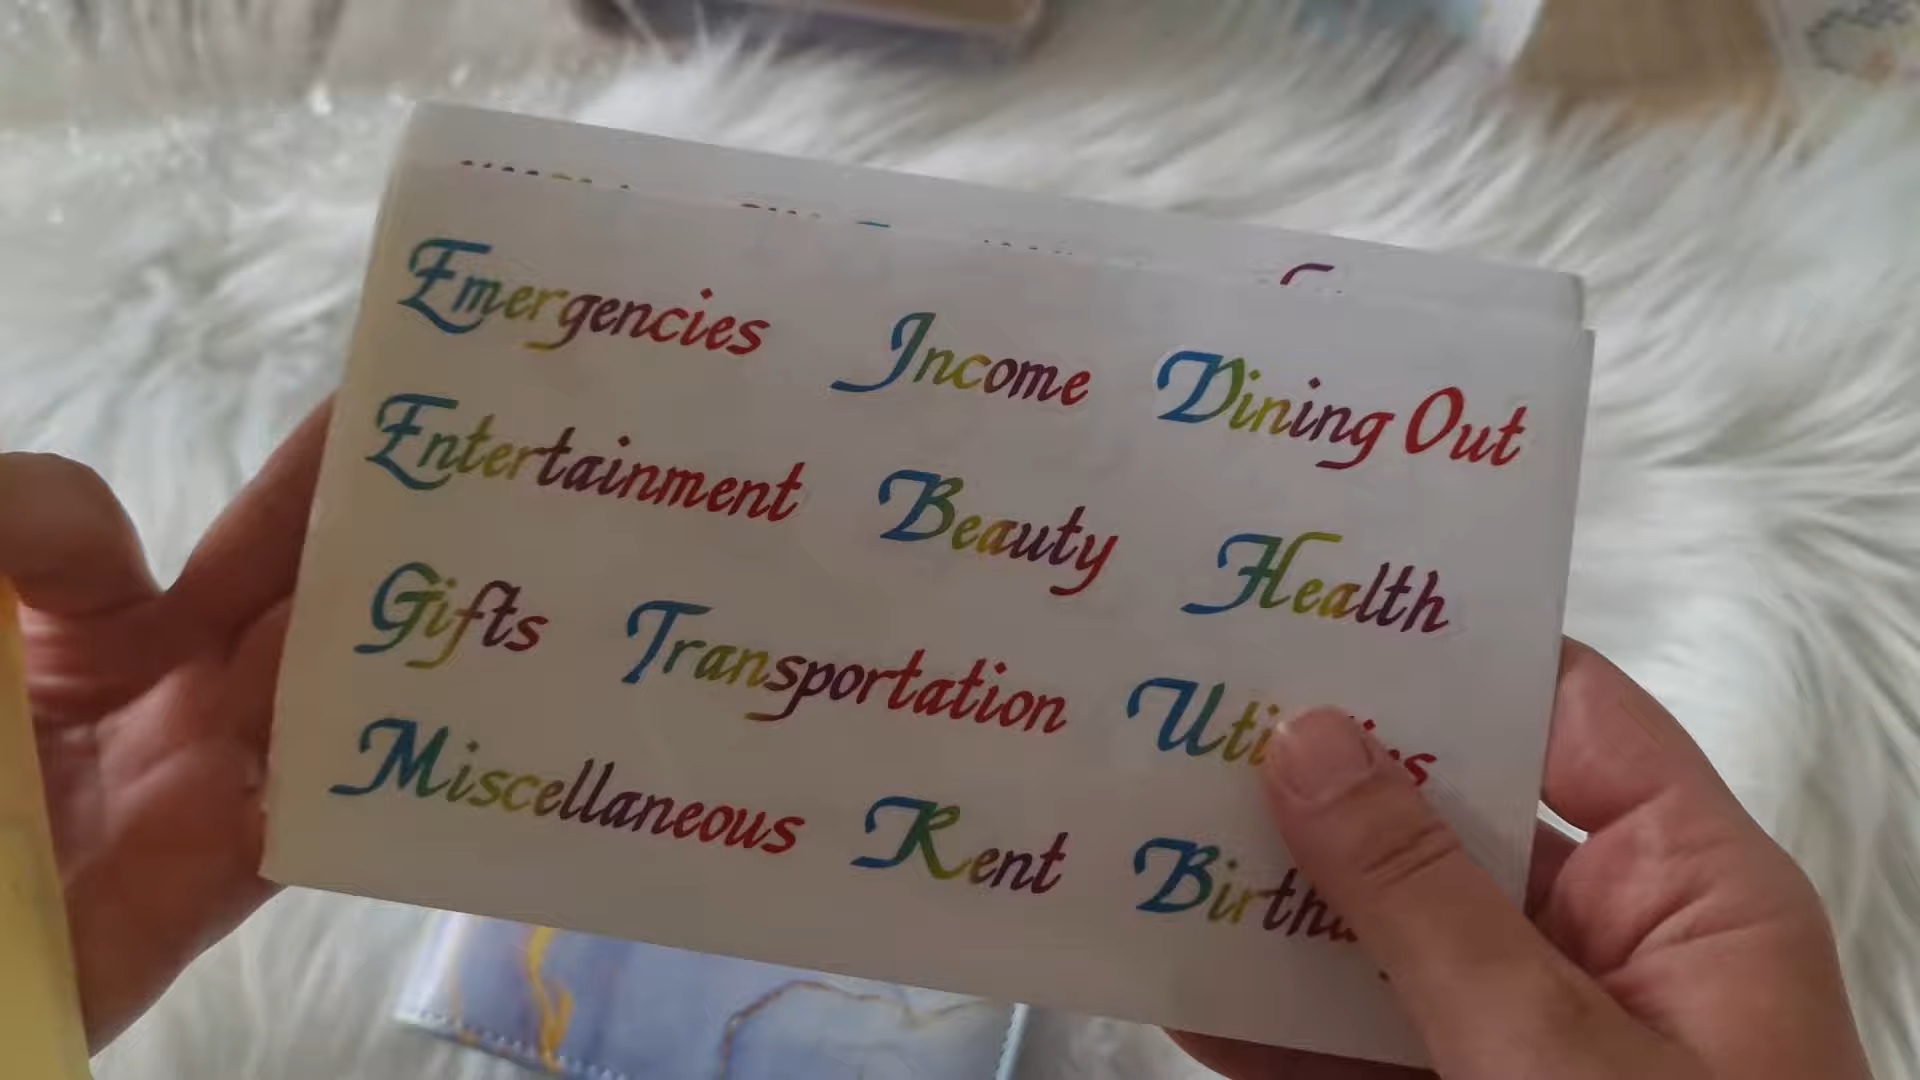 Emergencies Income Dining Out
Entertainment Beauty Health
Gifts Transportation
Miscellaneous Rent